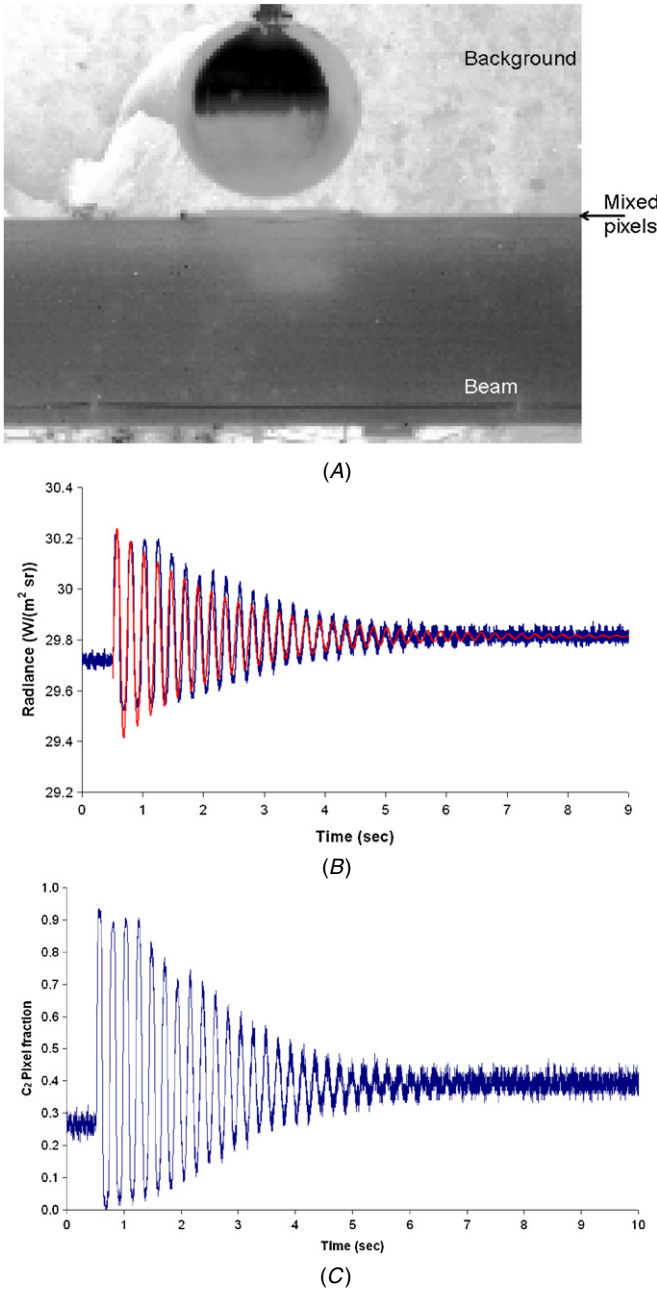 Background
Mixed
pixels
Beam
(A)
30.4
30.2
30
29.8
29.6
29.4
29.2
Radiance (W/(m² sr))
0 1 2 3 4 5 6 7 8 9
Time (sec)
(B)
1.0
0.9
0.8
0.7
0.6
0.5
0.4
0.3
0.2
0.1
0.0
C₂ Pixel fraction
0 1 2 3 4 5 6 7 8 9 10
Time (sec)
(C)